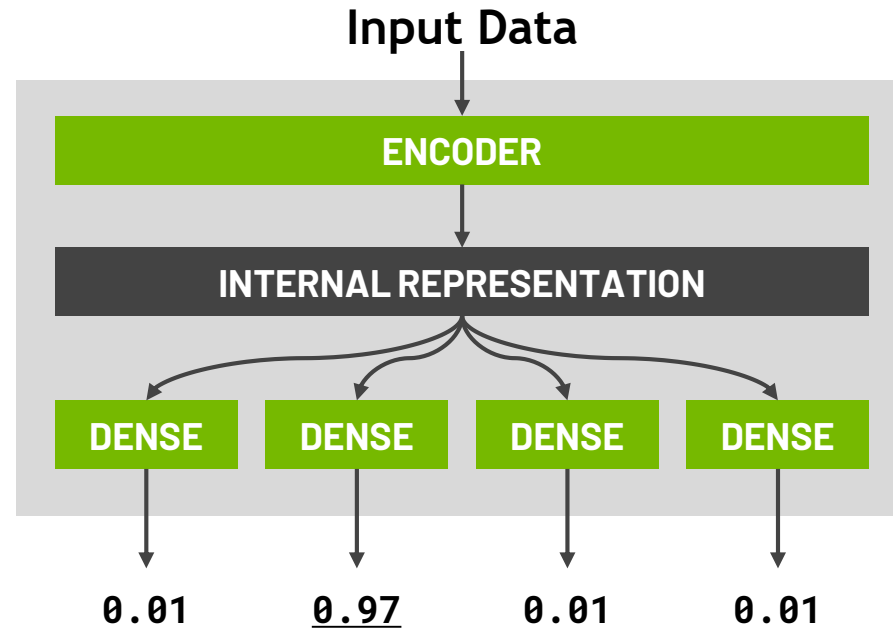 Input Data
ENCODER
INTERNAL REPRESENTATION
DENSE DENSE DENSE DENSE
0.01 0.97 0.01 0.01